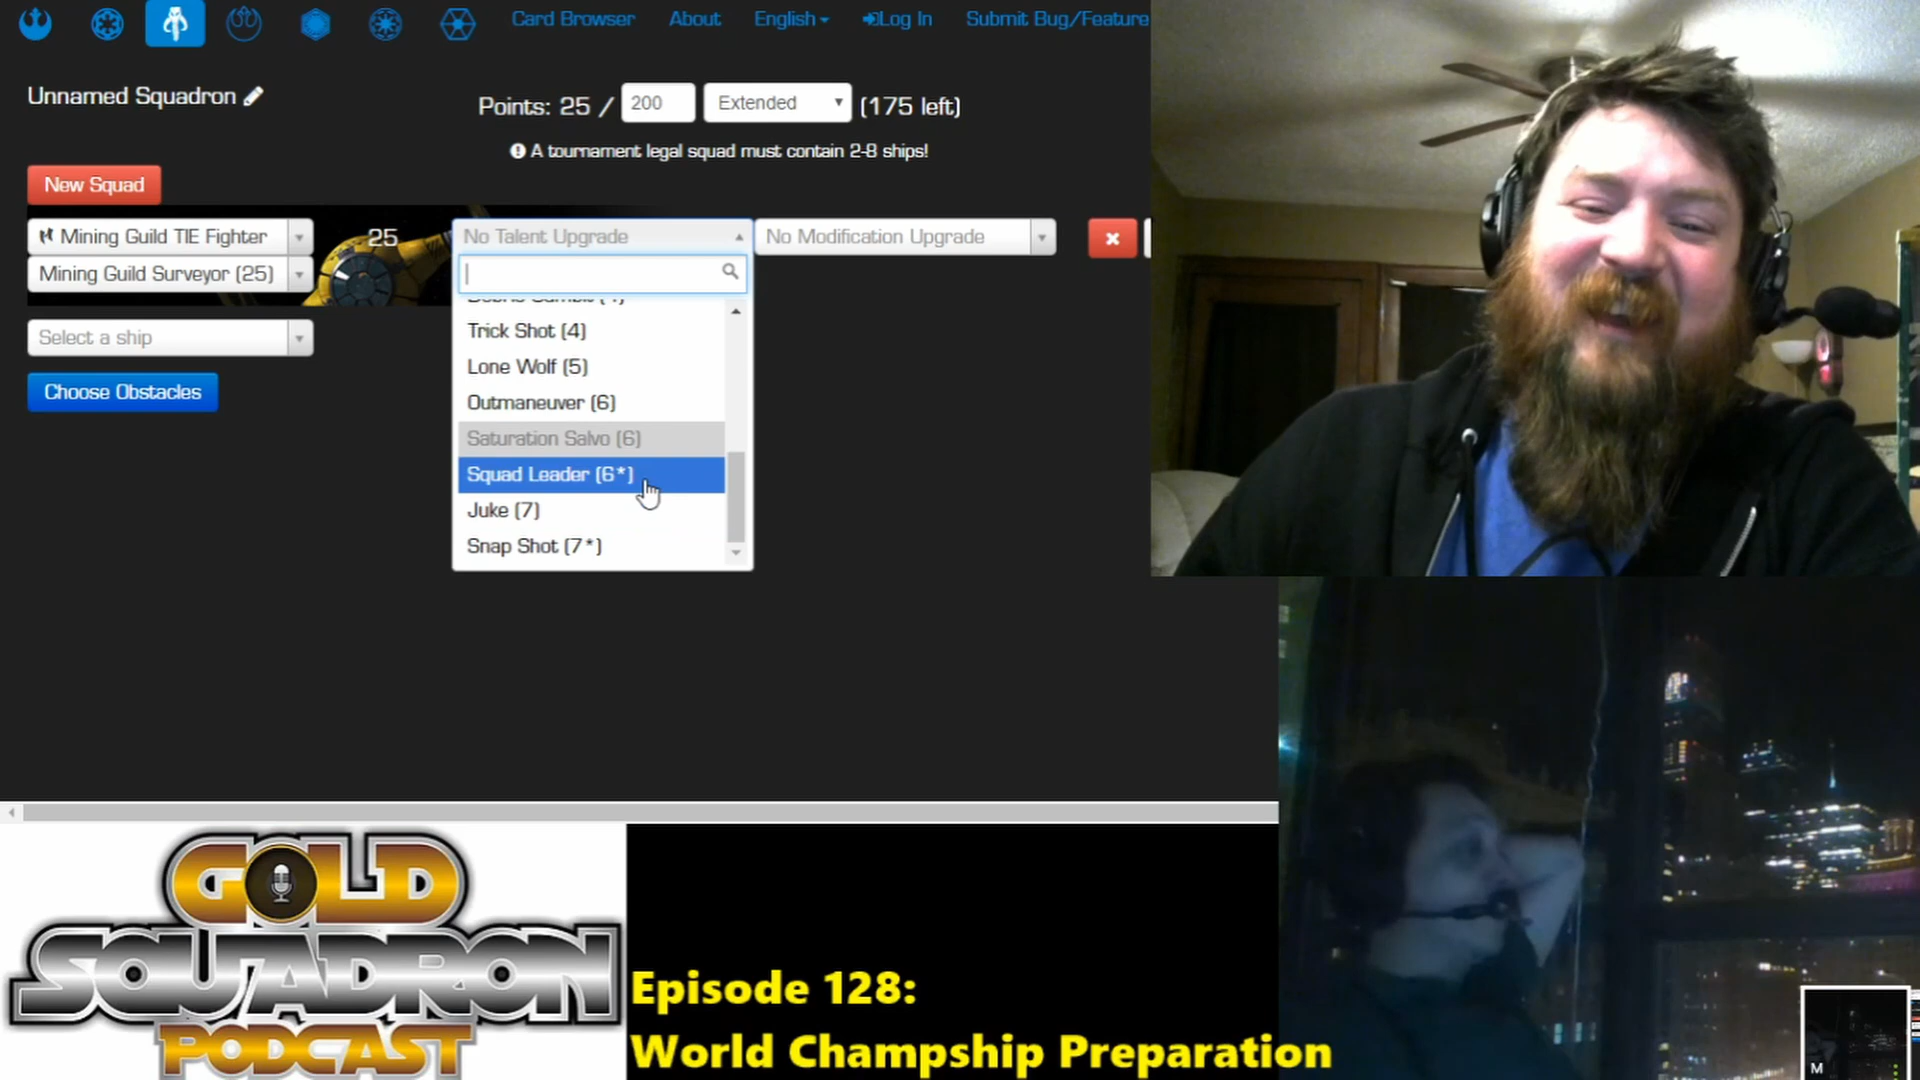 Card Browser About English Log In Submit Bug/Feature
Unnamed Squadron
Points: 25 / 200 Extended (175 left)
A tournament legal squad must contain 2-8 ships!
New Squad
Mining Guild TIE Fighter 25 No Talent Upgrade No Modification Upgrade
Mining Guild Surveyor (25)
Trick Shot (4)
Select a ship
Lone Wolf (5)
Choose Obstacles
Outmaneuver (6)
Saturation Salvo (6)
Squad Leader (6*)
Juke (7)
Snap Shot (7*)
GOLD
SQUADRON
PODCAST
Episode 128:
World Champship Preparation
M